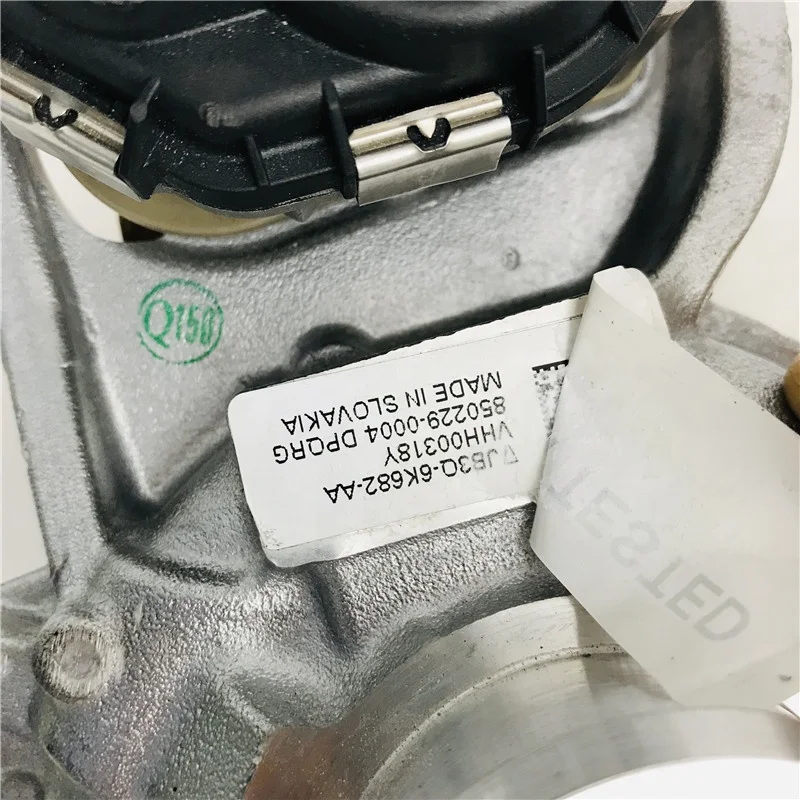 ▽JB3Q-6K682-AA
VHH00318Y
850229-0004 DPQRG
MADE IN SLOVAKIA
Q150
TESTED